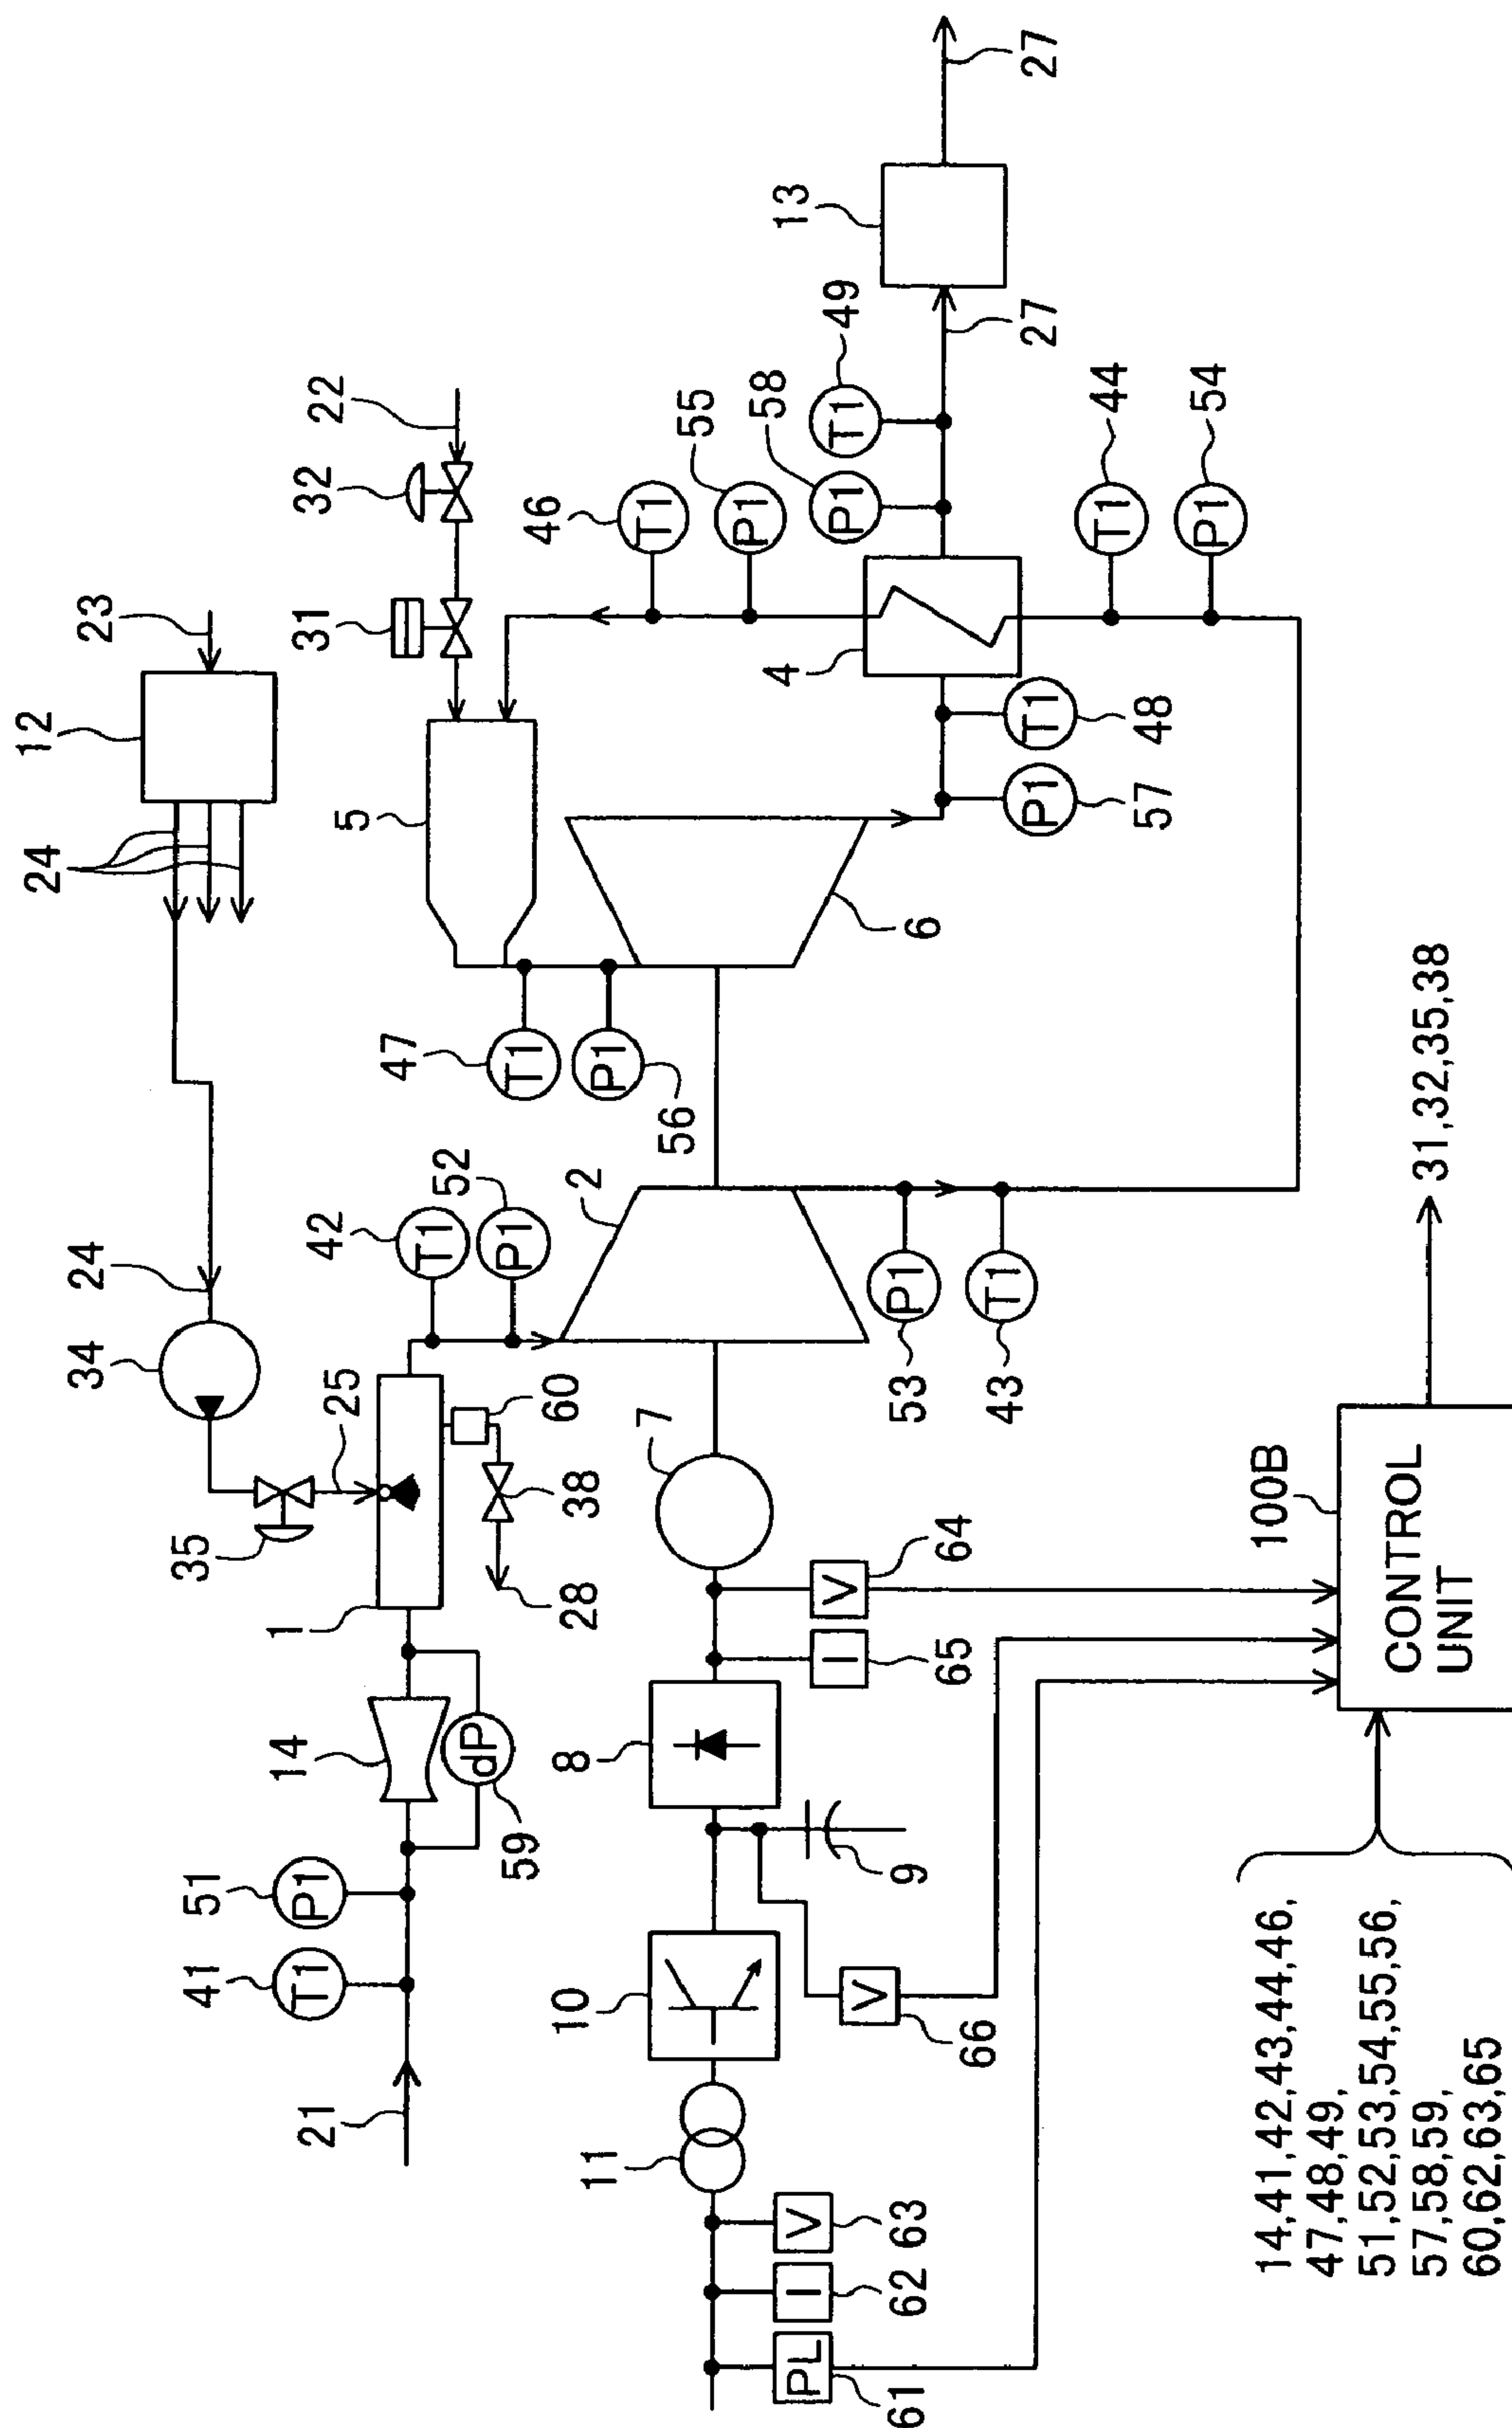 12
23
24
34
24
31
32
22
35
25
5
46
T1
55
P1
58
P1
49
T1
13
27
27
41
T1
51
P1
14
dP
59
1
60
38
28
42
T1
52
P1
2
47
T1
P1
56
6
4
T1
48
P1
57
T1
44
P1
54
P1
53
T1
43
7
V
64
I
65
8
9
10
V
66
11
21
V
63
I
62
PL
61
100B
CONTROL
UNIT
31,32,35,38
14,41,42,43,44,46,
47,48,49,
51,52,53,54,55,56,
57,58,59,
60,62,63,65